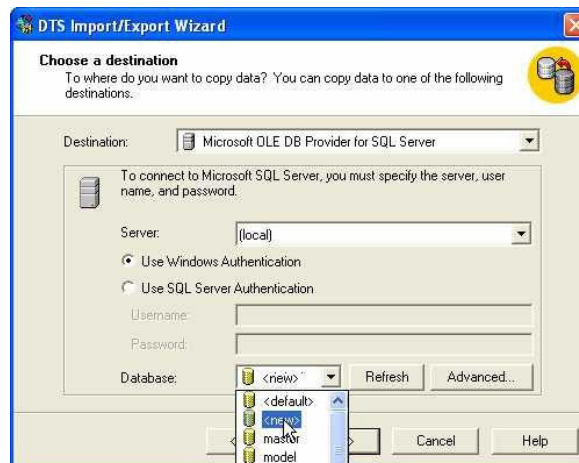 DTS Import/Export Wizard
Choose a destination
To where do you want to copy data? You can copy data to one of the following
destinations.
Destination: Microsoft OLE DB Provider for SQL Server
To connect to Microsoft SQL Server, you must specify the server, user
name, and password.
Server: (local)
Use Windows Authentication
Use SQL Server Authentication
Username:
Password:
Database: <new> Refresh Advanced...
<default>
<new>
master
model
< > Cancel Help